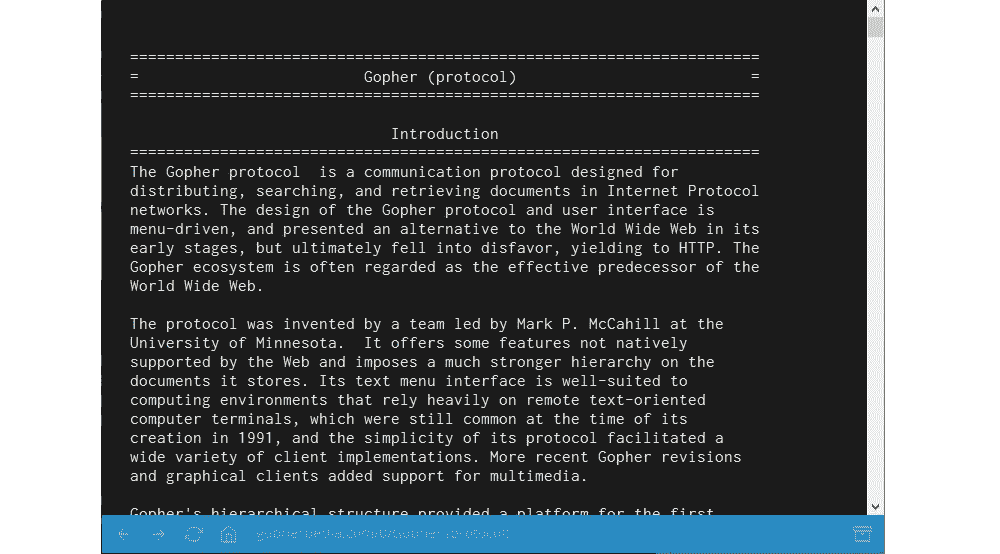 ======================================================================
=                         Gopher (protocol)                          =
======================================================================
Introduction
======================================================================
The Gopher protocol  is a communication protocol designed for
distributing, searching, and retrieving documents in Internet Protocol
networks. The design of the Gopher protocol and user interface is
menu-driven, and presented an alternative to the World Wide Web in its
early stages, but ultimately fell into disfavor, yielding to HTTP. The
Gopher ecosystem is often regarded as the effective predecessor of the
World Wide Web.
The protocol was invented by a team led by Mark P. McCahill at the
University of Minnesota.  It offers some features not natively
supported by the Web and imposes a much stronger hierarchy on the
documents it stores. Its text menu interface is well-suited to
computing environments that rely heavily on remote text-oriented
computer terminals, which were still common at the time of its
creation in 1991, and the simplicity of its protocol facilitated a
wide variety of client implementations. More recent Gopher revisions
and graphical clients added support for multimedia.
Gopher's hierarchical structure provided a platform for the first